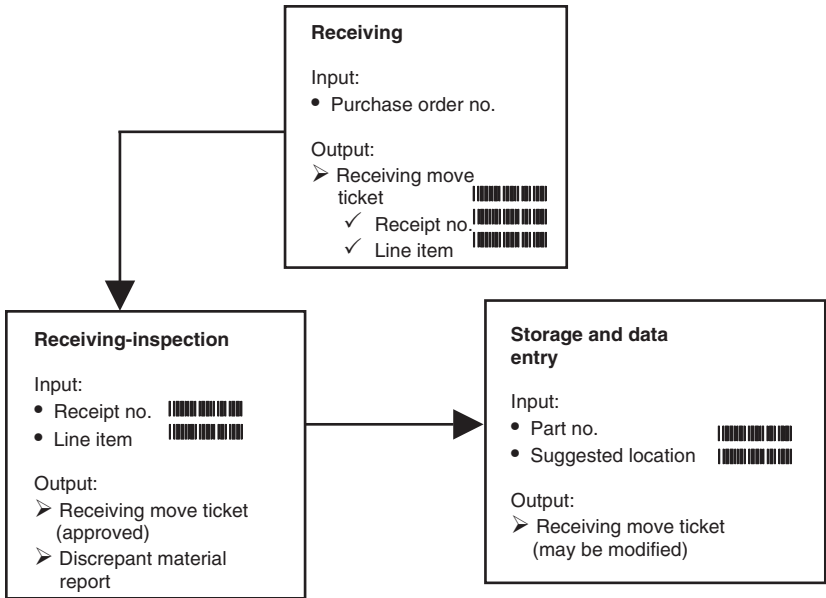 Receiving
Input:
• Purchase order no.
Output:
➢ Receiving move
ticket
✓ Receipt no.
✓ Line item
Receiving-inspection
Input:
• Receipt no.
• Line item
Output:
➢ Receiving move ticket
(approved)
➢ Discrepant material
report
Storage and data
entry
Input:
• Part no.
• Suggested location
Output:
➢ Receiving move ticket
(may be modified)